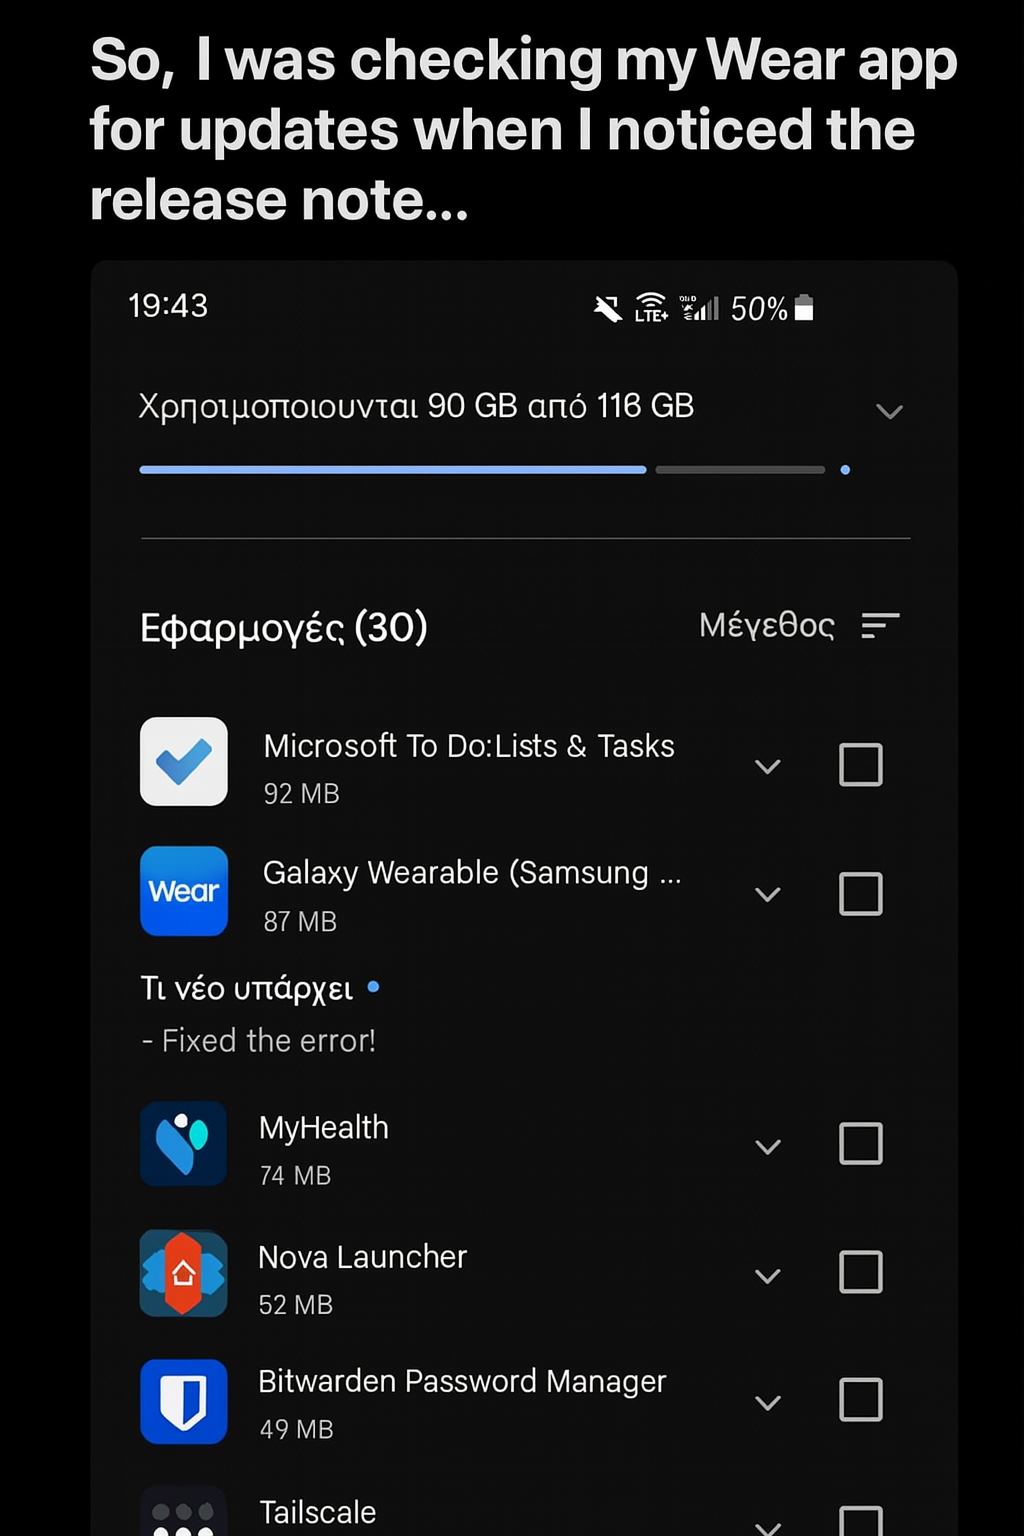 So, I was checking my Wear app
for updates when I noticed the
release note...
19:43
LTE+
50%
Χρησιμοποιουνται 90 GB από 116 GB
Εφαρμογές (30)
Μέγεθος
Microsoft To Do:Lists & Tasks
92 MB
Wear
Galaxy Wearable (Samsung ...
87 MB
Τι νέο υπάρχει
- Fixed the error!
MyHealth
74 MB
Nova Launcher
52 MB
Bitwarden Password Manager
49 MB
Tailscale